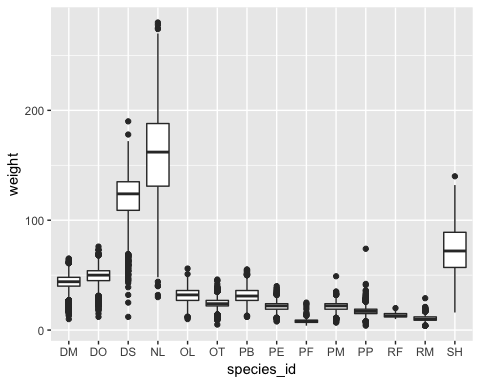 weight
200
100
0
DM DO DS NL OL OT PB PE PF PM PP RF RM SH
species_id